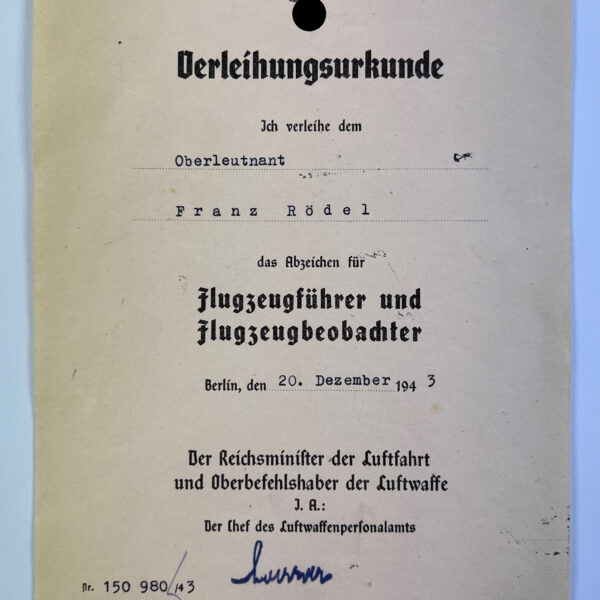 Verleihungsurkunde
Ich verleihe dem
Oberleutnant
Franz Rödel
das Abzeichen für
Flugzeugführer und
Flugzeugbeobachter
Berlin, den 20. Dezember 1943
Der Reichsminister der Luftfahrt
und Oberbefehlshaber der Luftwaffe
I. A.:
Der Chef des Luftwaffenpersonalamts
Nr. 150 980/43